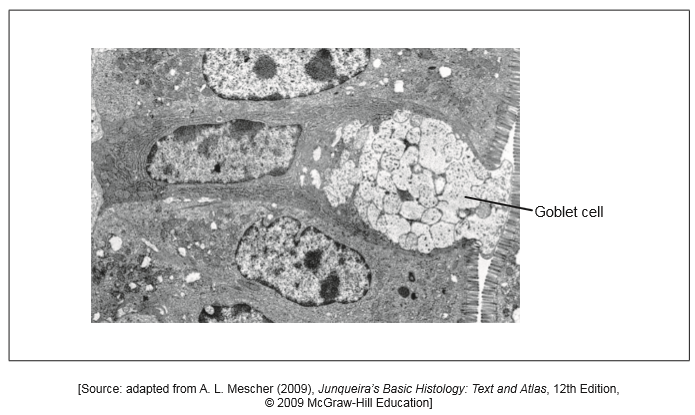 Goblet cell
[Source: adapted from A. L. Mescher (2009), Junqueira's Basic Histology: Text and Atlas, 12th Edition,
© 2009 McGraw-Hill Education]